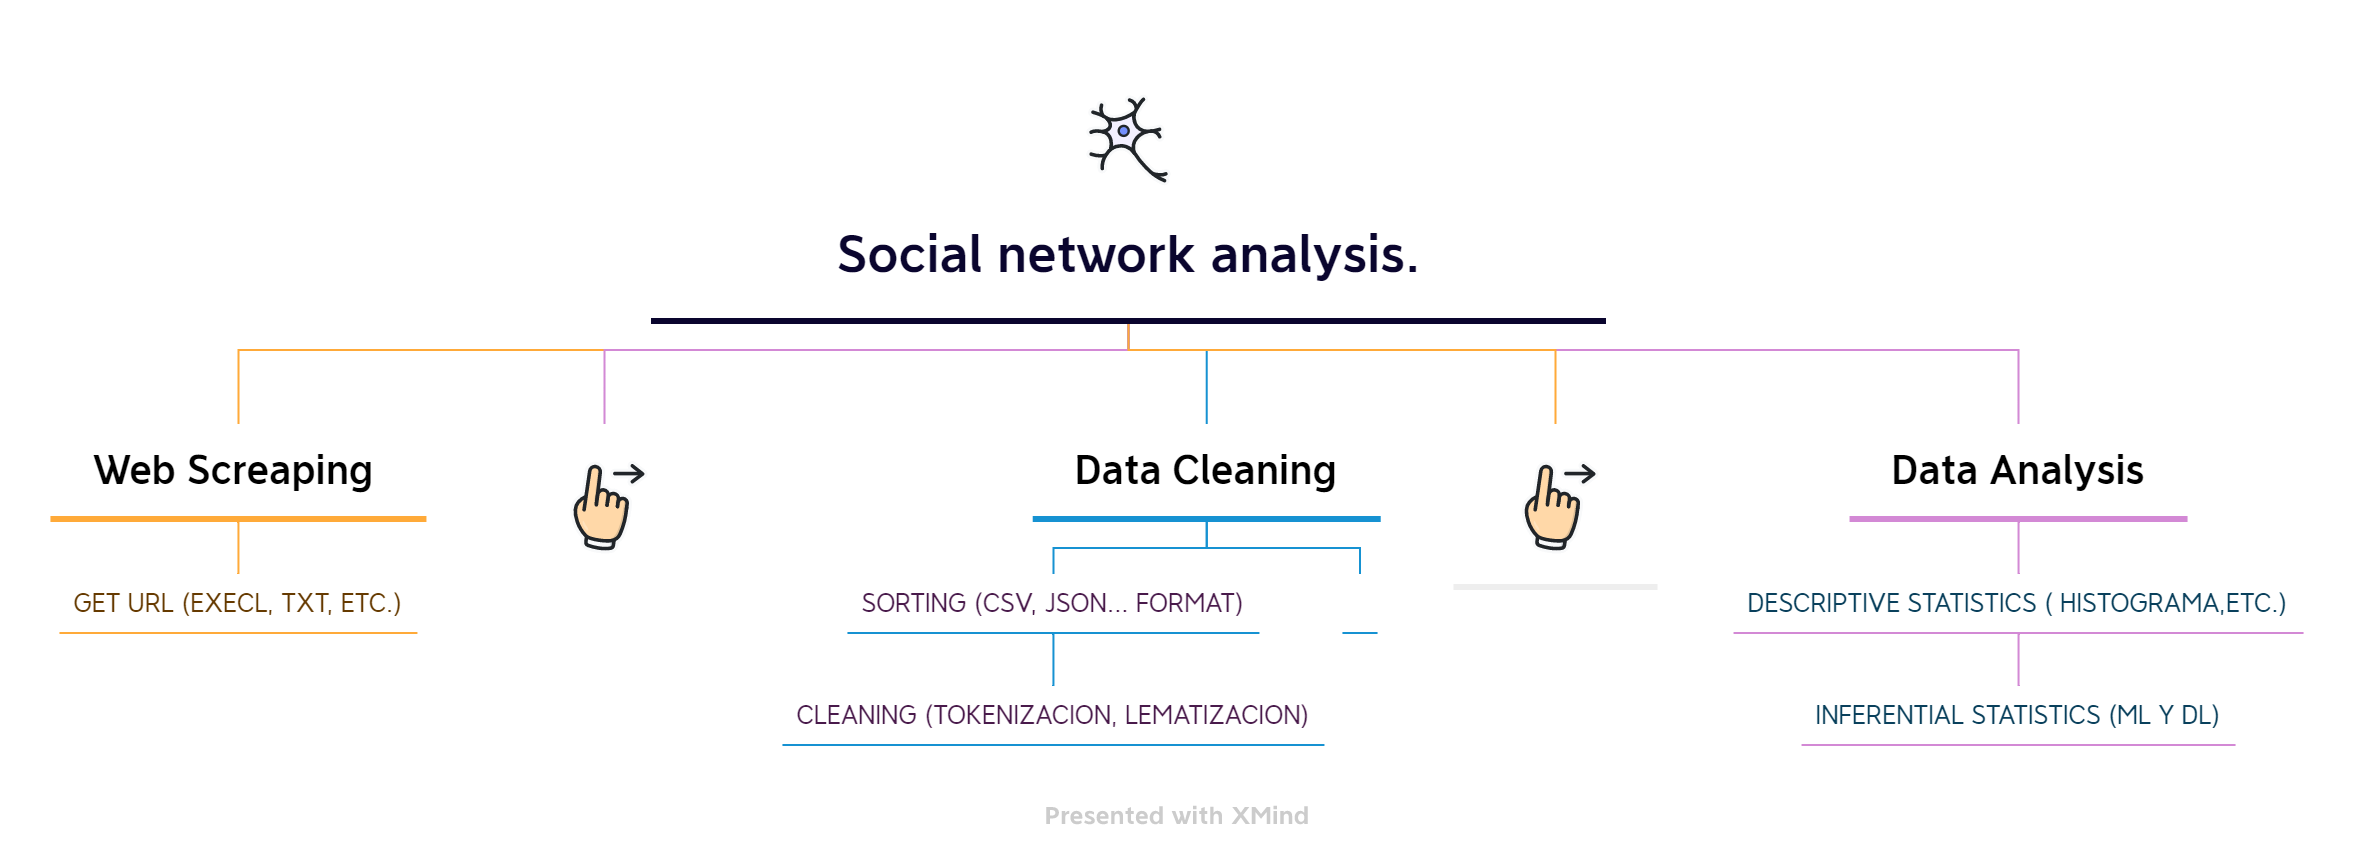 Social network analysis.
Web Screaping
Data Cleaning
Data Analysis
GET URL (EXECL, TXT, ETC.)
SORTING (CSV, JSON... FORMAT)
DESCRIPTIVE STATISTICS ( HISTOGRAMA,ETC.)
CLEANING (TOKENIZACION, LEMATIZACION)
INFERENTIAL STATISTICS (ML Y DL)
Presented with XMind